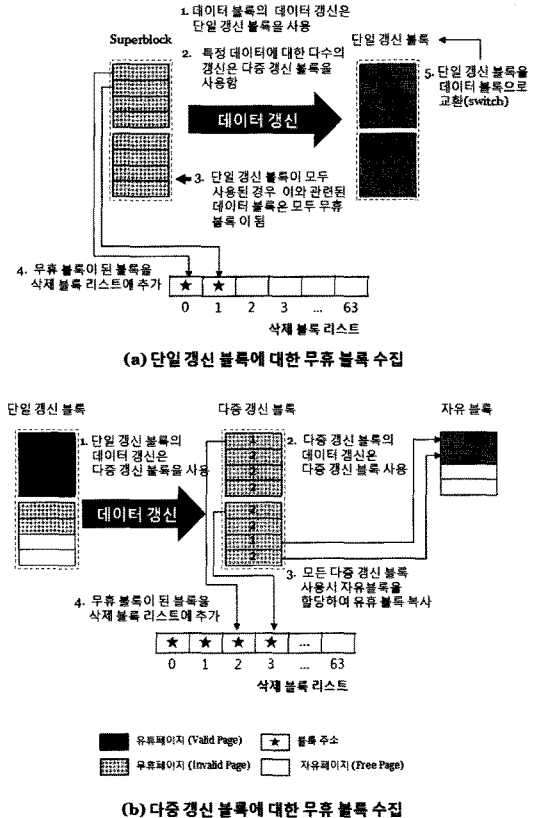 1. 데이터 블록의 데이터 갱신은
단일 갱신 블록을 사용
Superblock
2. 특정 데이터에 대한 다수의
갱신은 다중 갱신 블록을
사용함
단일 갱신 블록
데이터 갱신
5. 단일 갱신 블록을
데이터 블록으로
교환(switch)
3. 단일 갱신 블록이 모두
사용된 경우 이와 관련된
데이터 블록은 모두 무휴
블록 이 됨
4. 무휴 블록이 된 블록을
삭제 블록 리스트에 추가
★ ★
0 1 2 3 ... 63
삭제 블록 리스트
(a) 단일 갱신 블록에 대한 무휴 블록 수집
단일 갱신 블록
다중 갱신 블록
자유 블록
1. 단일 갱신 블록의
데이터 갱신은
다중 갱신 블록을 사용
데이터 갱신
1
2
2
2
2
2
1
2
2. 다중 갱신 블록의
데이터 갱신은
다중 갱신 블록 사용
3. 모든 다중 갱신 블록
사용시 자유블록을
할당하여 유휴 블록 복사
4. 무휴 블록이 된 블록을
삭제 블록 리스트에 추가
★ ★ ★ ★ ...
0 1 2 3 ... 63
삭제 블록 리스트
유휴페이지 (Valid Page)
★ 블록 주소
무휴페이지 (Invalid Page)
자유페이지 (Free Page)
(b) 다중 갱신 블록에 대한 무휴 블록 수집